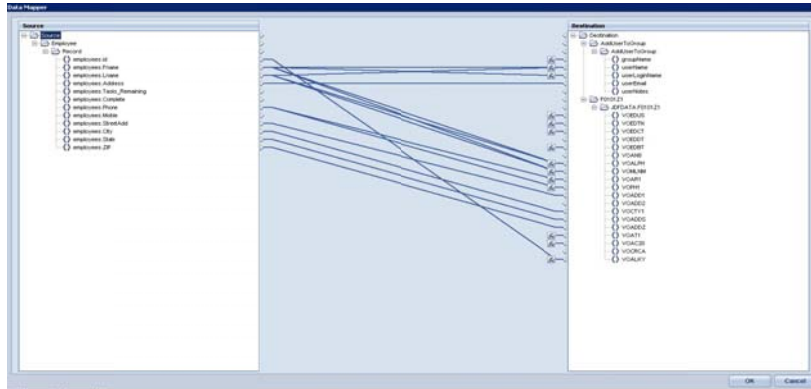 Data Mapper
Source
Source
Employee
Record
employees.id
employees.Fname
employees.Lname
employees.Address
employees.Tasks_Remaining
employees.Complete
employees.Phone
employees.Mobile
employees.StreetAdd
employees.City
employees.State
employees.ZIP
Destination
Destination
AddUserToGroup
AddUserToGroup
groupName
userName
userLoginName
userEmail
userNotes
F0101Z1
JDFDATA.F0101Z1
VOEDUS
VOEDTN
VOEDCT
VOEDDT
VOEDBT
VOAN8
VOALPH
VOMLNM
VOAR1
VOPH1
VOADD1
VOADD2
VOCTY1
VOADDS
VOADDZ
VOAT1
VOAC20
VOCRCA
VOALKY
OK
Cancel